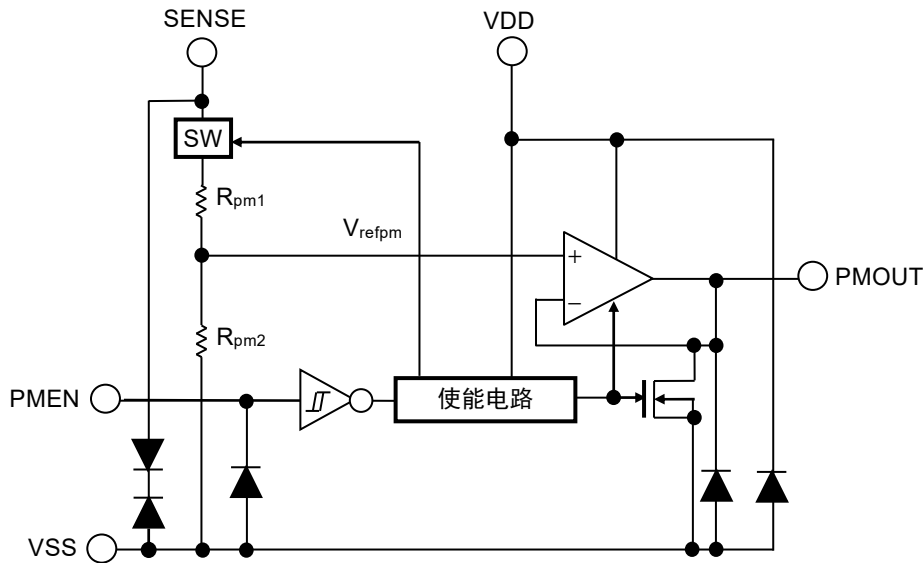 SENSE
VDD
SW
Rpm1
Vrefpm
+
−
PMOUT
Rpm2
PMEN
使能电路
VSS